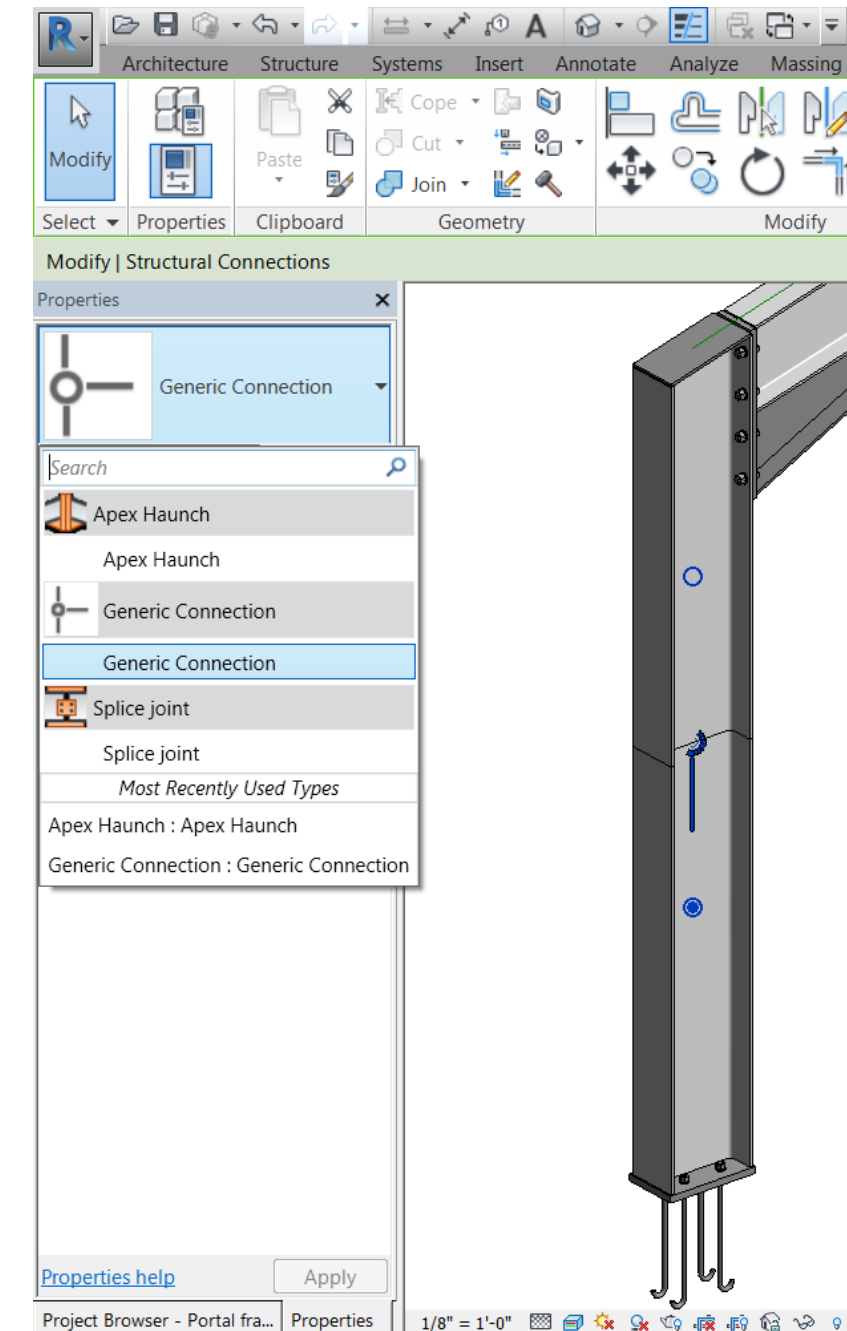 R
A
Architecture Structure Systems Insert Annotate Analyze Massing
Modify
Paste
Cope
Cut
Join
Select Properties Clipboard Geometry Modify
Modify | Structural Connections
Properties
Generic Connection
Search
Apex Haunch
Apex Haunch
Generic Connection
Generic Connection
Splice joint
Splice joint
Most Recently Used Types
Apex Haunch : Apex Haunch
Generic Connection : Generic Connection
Properties help Apply
Project Browser - Portal fra... Properties 1/8" = 1'-0"